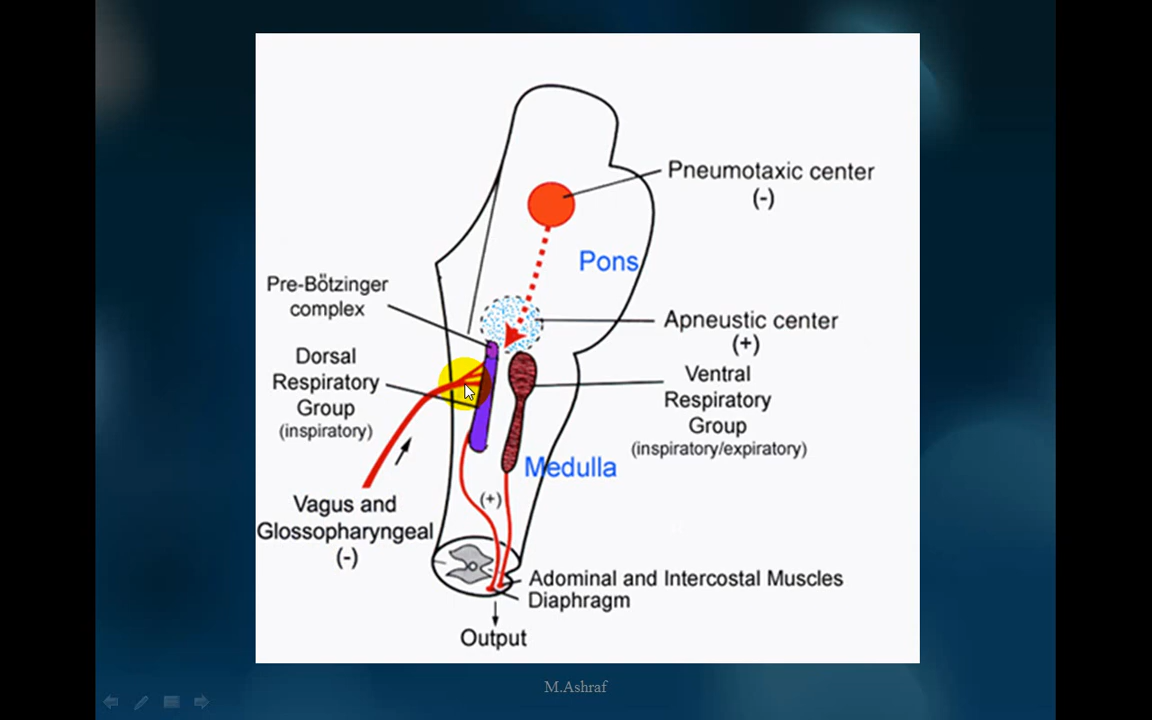 Pneumotaxic center
(-)
Pons
Pre-Bötzinger
complex
Apneustic center
(+)
Dorsal
Respiratory
Group
(inspiratory)
Ventral
Respiratory
Group
(inspiratory/expiratory)
Medulla
Vagus and
Glossopharyngeal
(-)
(+)
Adominal and Intercostal Muscles
Diaphragm
Output
M.Ashraf